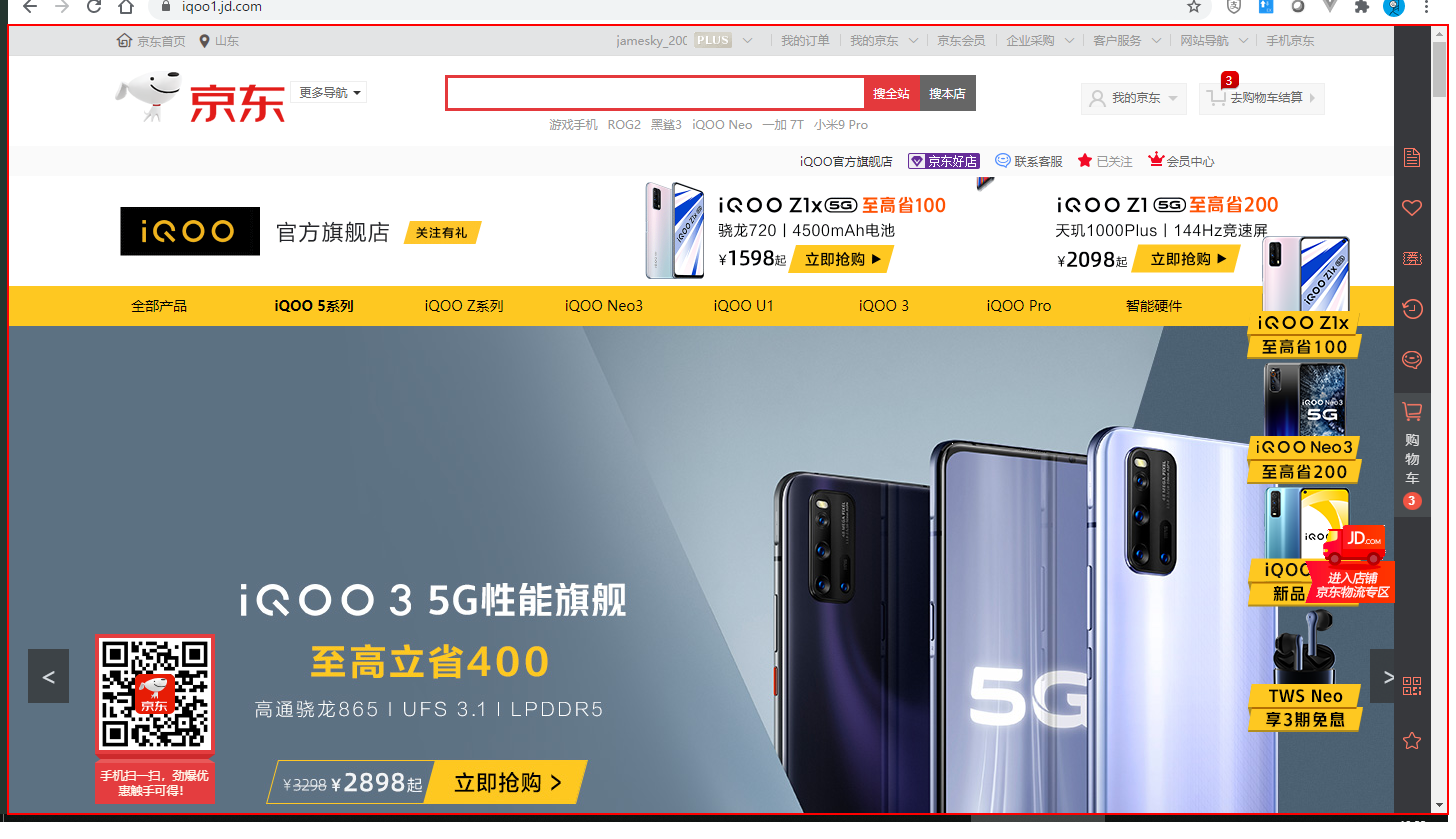 iqoo1.jd.com
京东首页 山东 jamesky_200 PLUS 我的订单 我的京东 京东会员 企业采购 客户服务 网站导航 手机京东
京东 更多导航 搜全站 搜本店 我的京东 3 去购物车结算
游戏手机 ROG2 黑鲨3 iQOO Neo 一加 7T 小米9 Pro
iQOO官方旗舰店 京东好店 联系客服 已关注 会员中心
iQOO 官方旗舰店 关注有礼
iQOO Z1x 5G 至高省100
骁龙720 | 4500mAh电池
¥1598起 立即抢购
iQOO Z1 5G 至高省200
天玑1000Plus | 144Hz竞速屏
¥2098起 立即抢购
全部产品 iQOO 5系列 iQOO Z系列 iQOO Neo3 iQOO U1 iQOO 3 iQOO Pro 智能硬件
iQOO Z1x
iQOO Z1x
至高省100
iQOO Neo3
5G
iQOO Neo3
至高省200
购
物
车
3
iQOO
JD.COM
iQOO
新品
进入店铺
京东物流专区
TWS Neo
享3期免息
iQOO 3 5G性能旗舰
至高立省400
高通骁龙865 | UFS 3.1 | LPDDR5
¥3298 ¥2898起 立即抢购 >
5G
<
>
京东
手机扫一扫，劲爆优
惠触手可得！
券